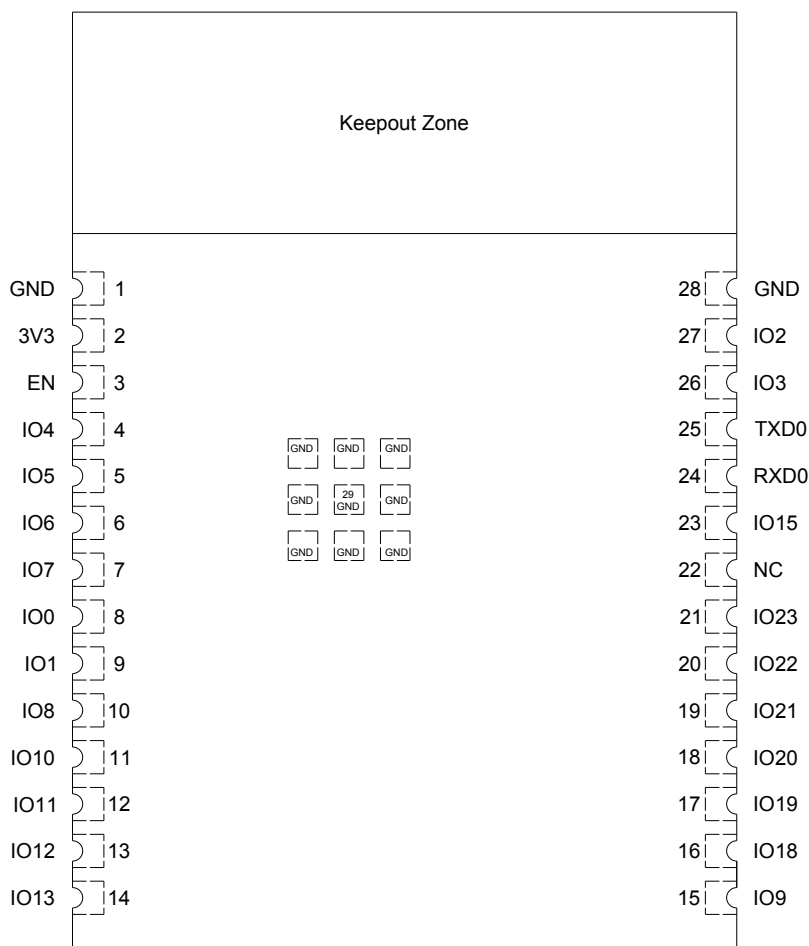 Keepout Zone
GND 1 28 GND
3V3 2 27 IO2
EN 3 26 IO3
IO4 4 25 TXD0
GND GND GND
IO5 5 24 RXD0
GND 29 GND GND
IO6 6 23 IO15
GND GND GND
IO7 7 22 NC
IO0 8 21 IO23
IO1 9 20 IO22
IO8 10 19 IO21
IO10 11 18 IO20
IO11 12 17 IO19
IO12 13 16 IO18
IO13 14 15 IO9